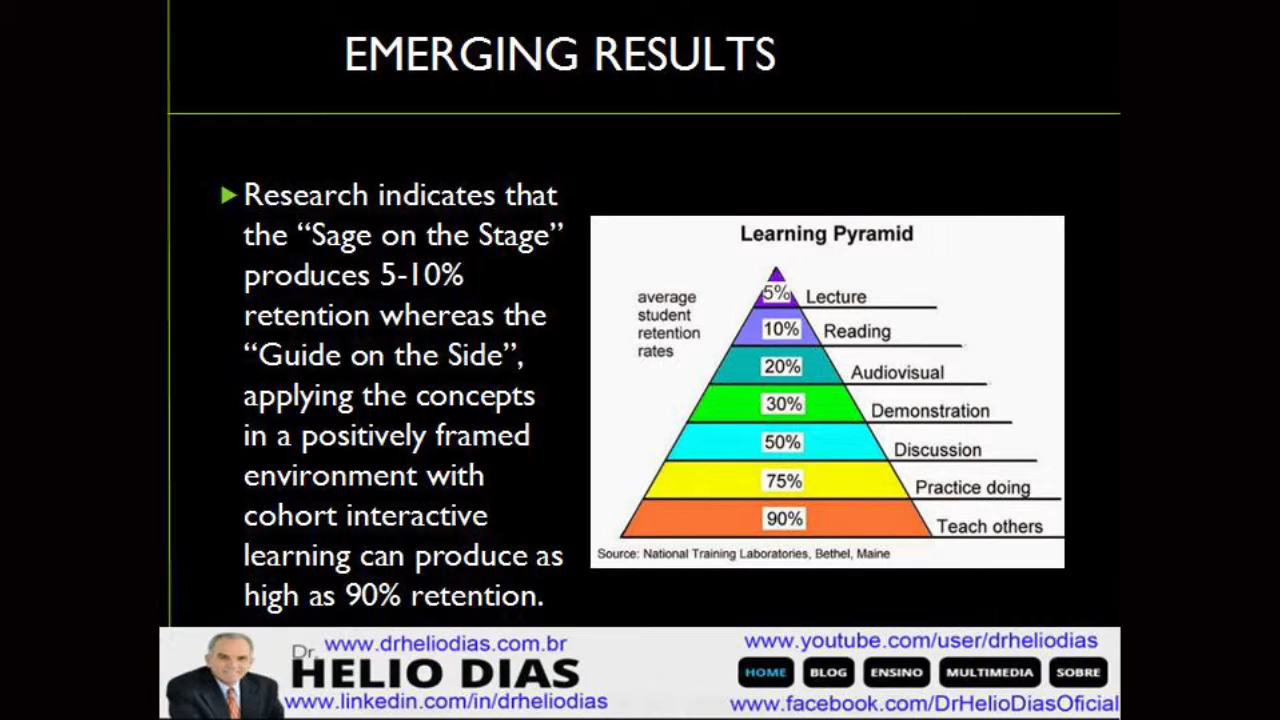 EMERGING RESULTS
Research indicates that
the “Sage on the Stage”
produces 5-10%
retention whereas the
“Guide on the Side”,
applying the concepts
in a positively framed
environment with
cohort interactive
learning can produce as
high as 90% retention.
Learning Pyramid
average
student
retention
rates
5% Lecture
10% Reading
20% Audiovisual
30% Demonstration
50% Discussion
75% Practice doing
90% Teach others
Source: National Training Laboratories, Bethel, Maine
www.drheliodias.com.br
Dr. HELIO DIAS
www.linkedin.com/in/drheliodias
www.youtube.com/user/drheliodias
HOME BLOG ENSINO MULTIMEDIA SOBRE
www.facebook.com/DrHelioDiasOficial